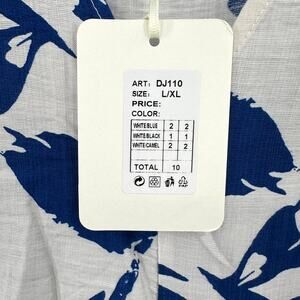 ART: DJ110
SIZE: L/XL
PRICE:
COLOR:
WHITE BLUE 2 2
WHITE BLACK 1 1
WHITE CAMEL 2 2
TOTAL 10